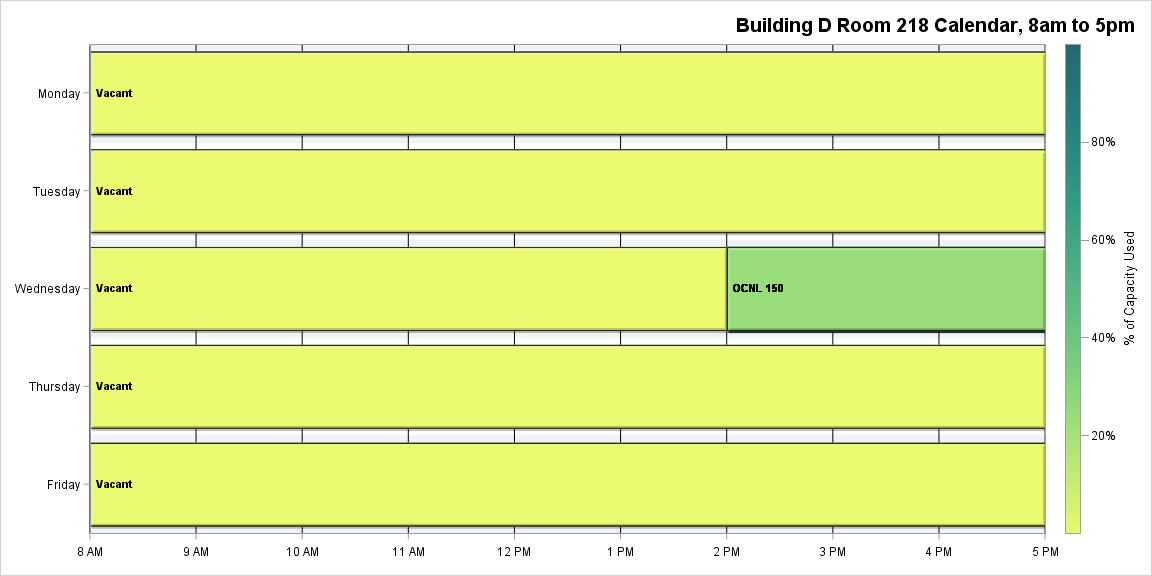 Building D Room 218 Calendar, 8am to 5pm
Monday
Vacant
Tuesday
Vacant
Wednesday
Vacant
OCNL 150
Thursday
Vacant
Friday
Vacant
8 AM
9 AM
10 AM
11 AM
12 PM
1 PM
2 PM
3 PM
4 PM
5 PM
80%
60%
40%
20%
% of Capacity Used